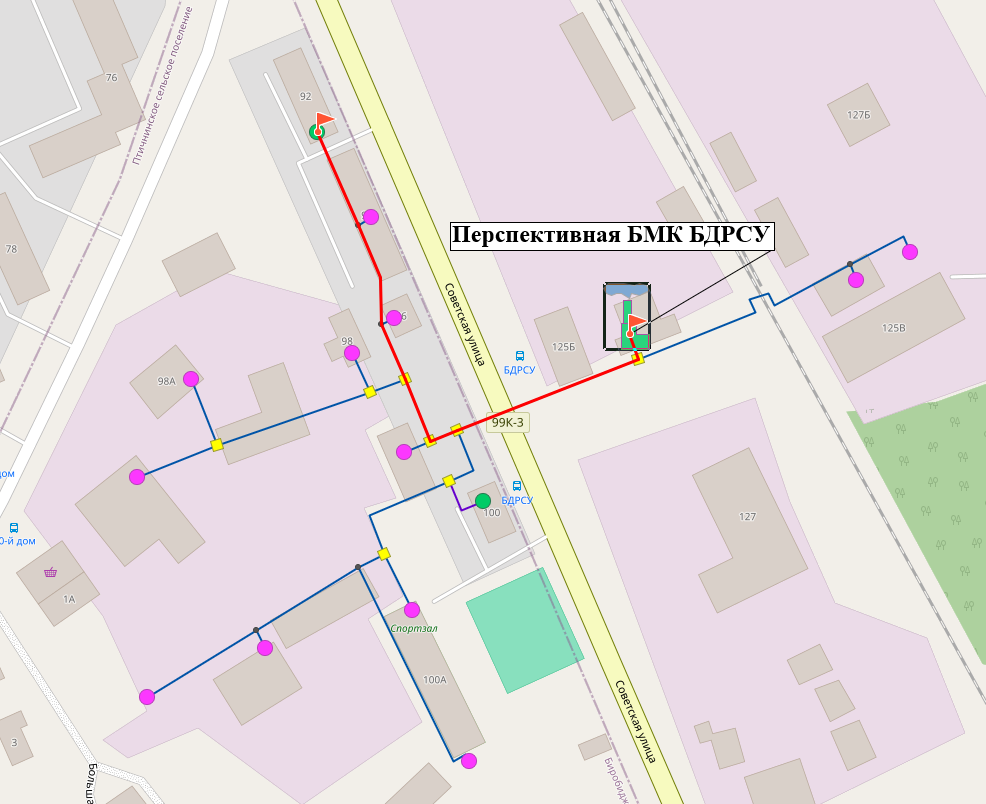 Птичнинское сельское поселение
76
92
127Б
78
Перспективная БМК БДРСУ
Советская улица
98
125Б
125В
БДРСУ
98А
99К-3
БДРСУ
100
127
1А
Спортзал
100А
Советская улица
3